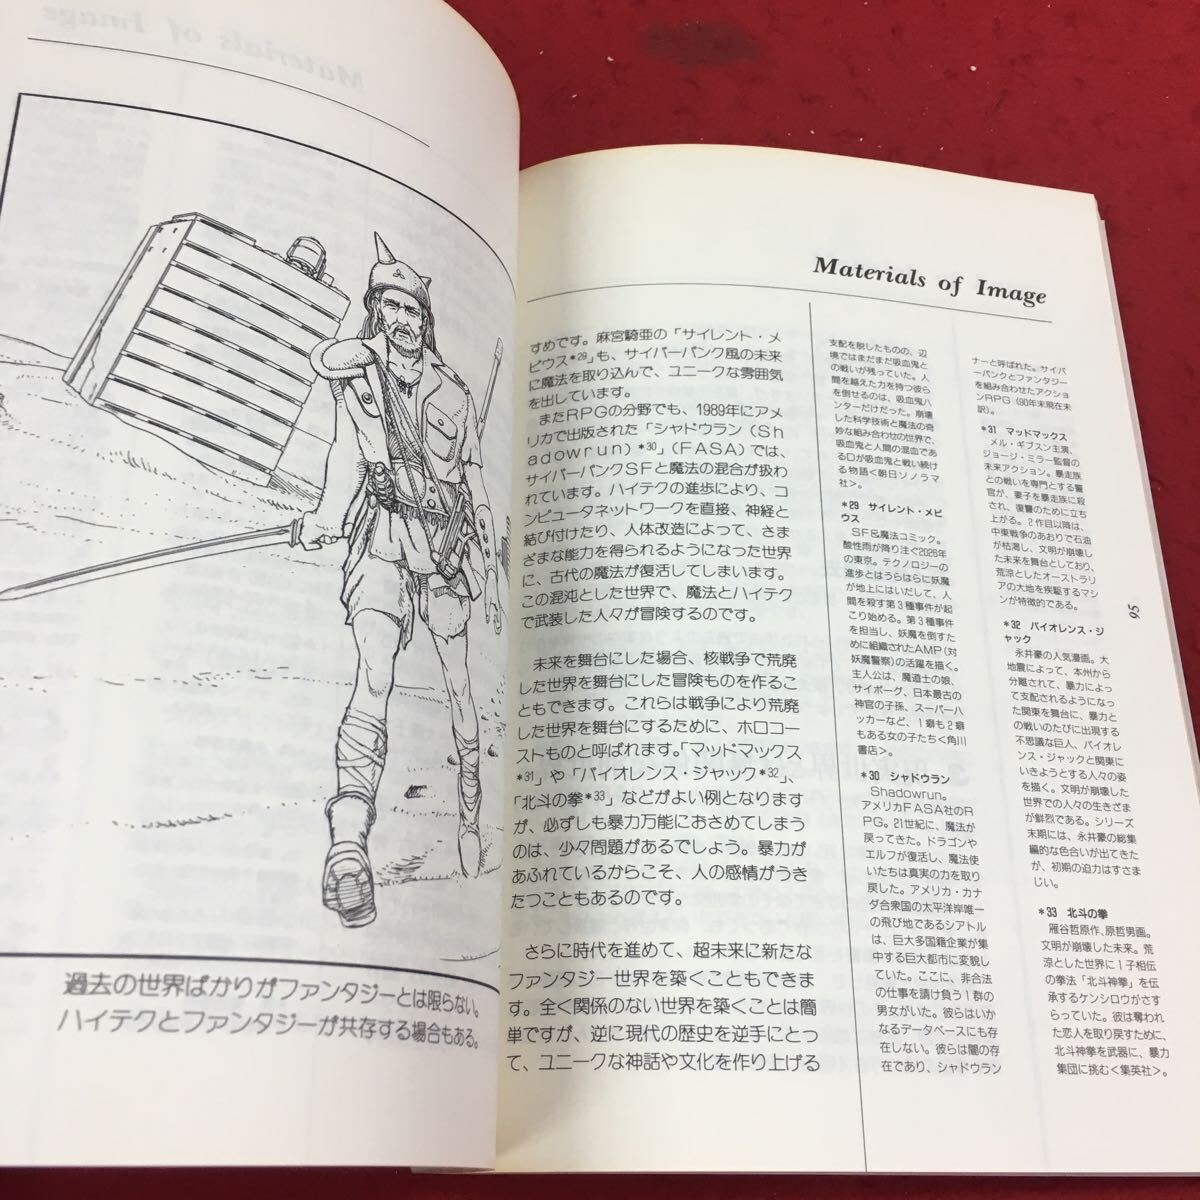 Materials of Image
過去の世界ばかりがファンタジーとは限らない。
ハイテクとファンタジーが共存する場合もある。
Materials of Image
すめです。麻宮騎亜の「サイレント・メ
ビウス*29」も、サイバーパンク風の未来
に魔法を取り込んで、ユニークな雰囲気
を出しています。
またRPGの分野でも、1989年にアメ
リカで出版された「シャドウラン（Sh
adowrun）*30」（FASA）では、
サイバーパンクSFと魔法の混合が扱わ
れています。ハイテクの進歩により、コ
ンピュータネットワークを直接、神経と
結び付けたり、人体改造によって、さま
ざまな能力を得られるようになった世界
に、古代の魔法が復活してしまいます。
この混沌とした世界で、魔法とハイテク
で武装した人々が冒険するのです。
未来を舞台にした場合、核戦争で荒廃
した世界を舞台にした冒険ものを作るこ
ともできます。これらは戦争により荒廃
した世界を舞台にするために、ホロコー
ストものと呼ばれます。「マッドマックス
*31」や「バイオレンス・ジャック*32」、
「北斗の拳*33」などがよい例となります
が、必ずしも暴力万能におさめてしまう
のは、少々問題があるでしょう。暴力が
あふれているからこそ、人の感情がうき
たつこともあるのです。
さらに時代を進めて、超未来に新たな
ファンタジー世界を築くこともできま
す。全く関係のない世界を築くことは簡
単ですが、逆に現代の歴史を逆手にとっ
て、ユニークな神話や文化を作り上げる
支配を脱したものの、辺
境ではまだまだ吸血鬼と
の戦いが残っていた。人
間を越えた力を持つ彼ら
を倒せるのは、吸血鬼ハ
ンターだけだった。崩壊
した科学技術と魔法の奇
妙な組み合わせの世界で、
吸血鬼と人間の混血であ
るDが吸血鬼と戦い続け
る物語<朝日ソノラマ
社>。
*29 サイレント・メビ
ウス
SF&魔法コミック。
酸性雨が降り注ぐ2026年
の東京。テクノロジーの
進歩とはうらはらに妖魔
が地上にはいだして、人
間を殺す第3種事件が起
こり始める。第3種事件
を担当し、妖魔を倒すた
めに組織されたAMP(対
妖魔警察)の活躍を描く。
主人公は、魔道士の娘、
サイボーグ、日本最古の
神官の子孫、スーパーハ
ッカーなど、1癖も2癖
もある女の子たち<角川
書店>。
*30 シャドウラン
Shadowrun。
アメリカFASA社のR
PG。21世紀に、魔法が
戻ってきた。ドラゴンや
エルフが復活し、魔法使
いたちは真実の力を取り
戻した。アメリカ・カナ
ダ合衆国の太平洋岸唯一
の飛び地であるシアトル
は、巨大多国籍企業が集
中する巨大都市に変貌し
ていた。ここに、非合法
の仕事を請け負う1群の
男女がいた。彼らはいか
なるデータベースにも存
在しない。彼らは闇の存
在であり、シャドウラン
ナーと呼ばれた。サイバ
ーパンクとファンタジー
を組み合わせたアクショ
ンRPG(90年末現在未
訳)。
*31 マッドマックス
メル・ギブスン主演、
ジョージ・ミラー監督の
未来アクション。暴走族
との戦いを専門とする警
官が、妻子を暴走族に殺
され、復讐のために立ち
上がる。2作目以降は、
中東戦争のあおりで石油
が枯渇し、文明が崩壊し
た未来を舞台としており、
荒涼としたオーストラリ
アの大地を疾駆するマシ
ンが特徴的である。
*32 バイオレンス・ジ
ャック
永井豪の人気漫画。大
地震によって、本州から
分離されて、暴力によっ
て支配されるようになっ
た関東を舞台に、暴力と
の戦いのたびに出現する
不思議な巨人、バイオレ
ンス・ジャックと関東に
いきようとする人々の姿
を描く。文明が崩壊した
世界での人々の生きざま
が鮮烈である。シリーズ
末期には、永井豪の総集
編的な色合いが出てきた
が、初期の迫力はすさま
じい。
*33 北斗の拳
雁谷哲原作、原哲男画。
文明が崩壊した未来。荒
涼とした世界に1子相伝
の拳法「北斗神拳」を伝
承するケンシロウがさす
らっていた。彼は奪われ
た恋人を取り戻すために、
北斗神拳を武器に、暴力
集団に挑む<集英社>。
95